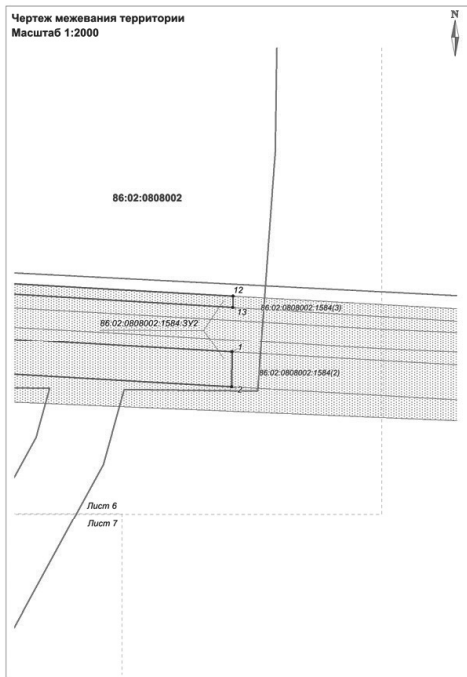 Чертеж межевания территории
Масштаб 1:2000
N
86:02:0808002
12
13
86:02:0808002:1584(3)
86:02:0808002:1584:ЗУ2
1
86:02:0808002:1584(2)
2
Лист 6
Лист 7